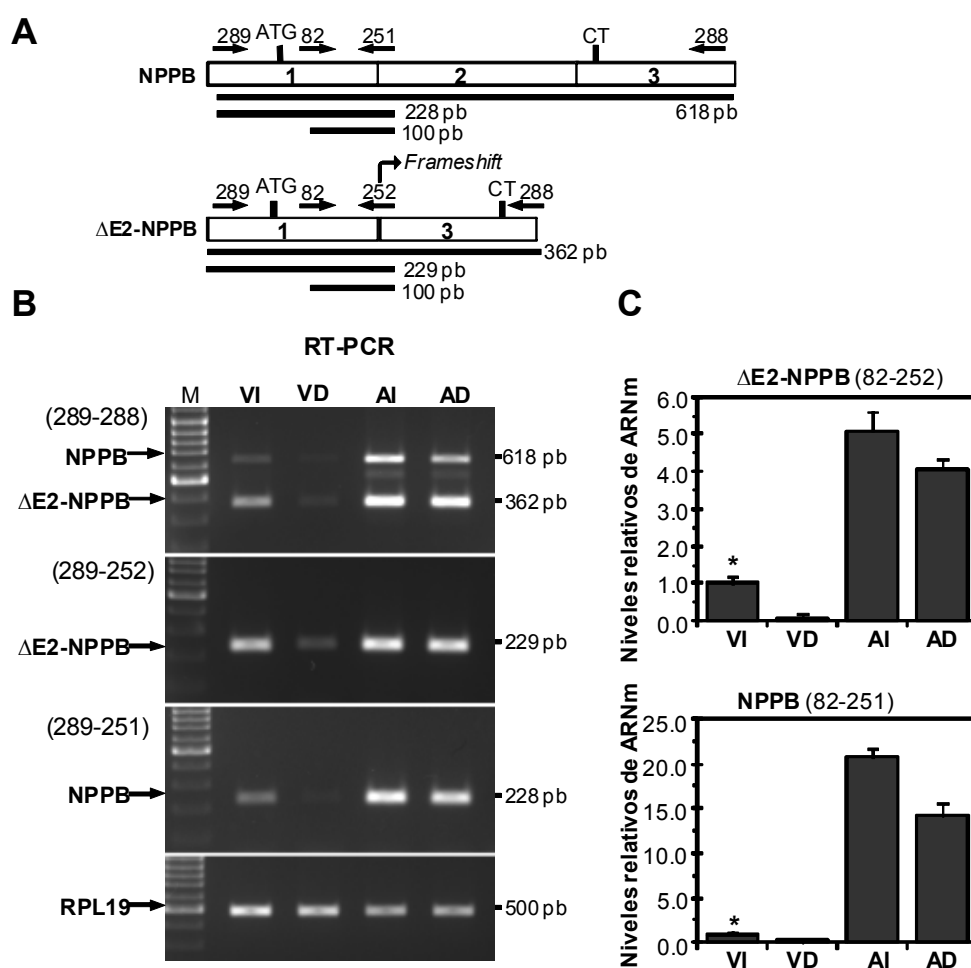 A
289 ATG 82 251 CT 288
NPPB 1 2 3
228 pb 618 pb
100 pb
Frameshift
289 ATG 82 252 CT 288
ΔE2-NPPB 1 3
362 pb
229 pb
100 pb
B
RT-PCR
M VI VD AI AD
(289-288)
NPPB 618 pb
ΔE2-NPPB 362 pb
(289-252)
ΔE2-NPPB 229 pb
(289-251)
NPPB 228 pb
RPL19 500 pb
C
ΔE2-NPPB (82-252)
Niveles relativos de ARNm
6.0
5.0
4.0
3.0
2.0
1.0
0.0
*
VI VD AI AD
NPPB (82-251)
Niveles relativos de ARNm
25.0
20.0
15.0
10.0
5.0
0.0
*
VI VD AI AD